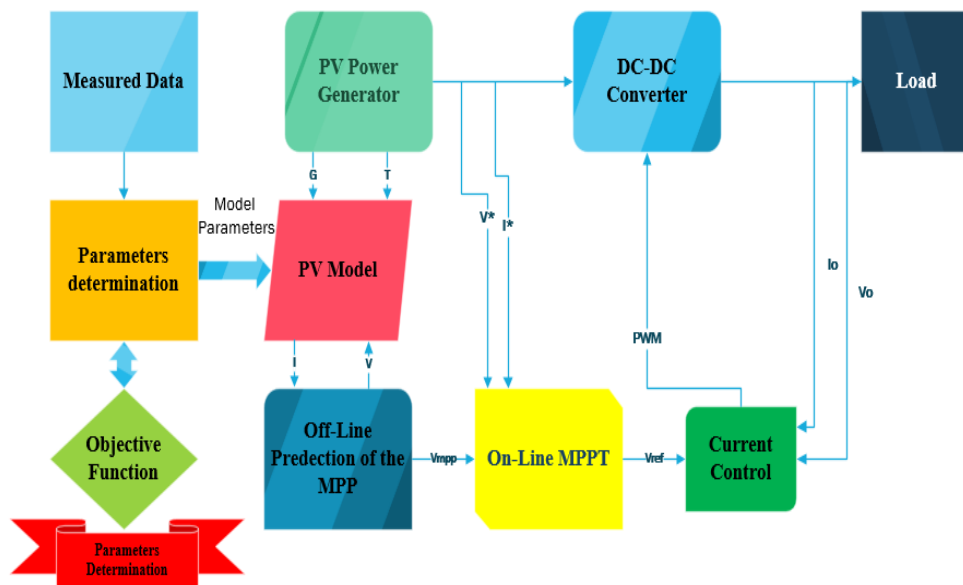 Measured Data
PV Power
Generator
DC-DC
Converter
Load
G
T
V*
I*
Model
Parameters
Parameters
determination
PV Model
Io
Vo
PWM
I
V
Objective
Function
Off-Line
Predection of the
MPP
Vmpp
On-Line MPPT
Vref
Current
Control
Parameters
Determination